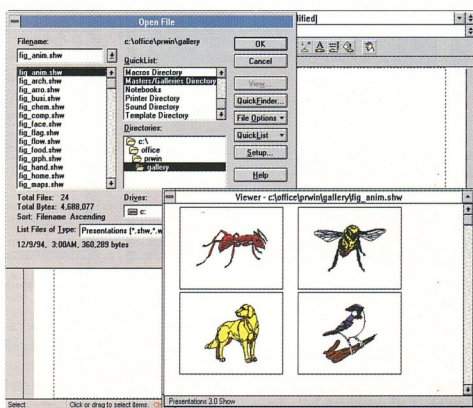 Open File
lified]
Filename:
fig_anim.shw
fig_anim.shw
fig_arch.shw
fig_arro.shw
fig_busi.shw
fig_chem.shw
fig_comp.shw
fig_face.shw
fig_flag.shw
fig_flow.shw
fig_food.shw
fig_grph.shw
fig_hand.shw
fig_home.shw
fig_maps.shw
c:\office\prwin\gallery
QuickList:
Macros Directory
Masters/Galleries Directory
Notebooks
Printer Directory
Sound Directory
Template Directory
Directories:
c:\
office
prwin
gallery
OK
Cancel
View...
QuickFinder...
File Options
QuickList
Setup...
Help
Total Files: 24
Total Bytes: 4,688,077
Sort: Filename Ascending
Drives:
c:
List Files of Type: Presentations (*.shw,*.w
12/9/94, 3:00AM, 360,289 bytes
Viewer - c:\office\prwin\gallery\fig_anim.shw
Presentations 3.0 Show
Select
Click or drag to select items.